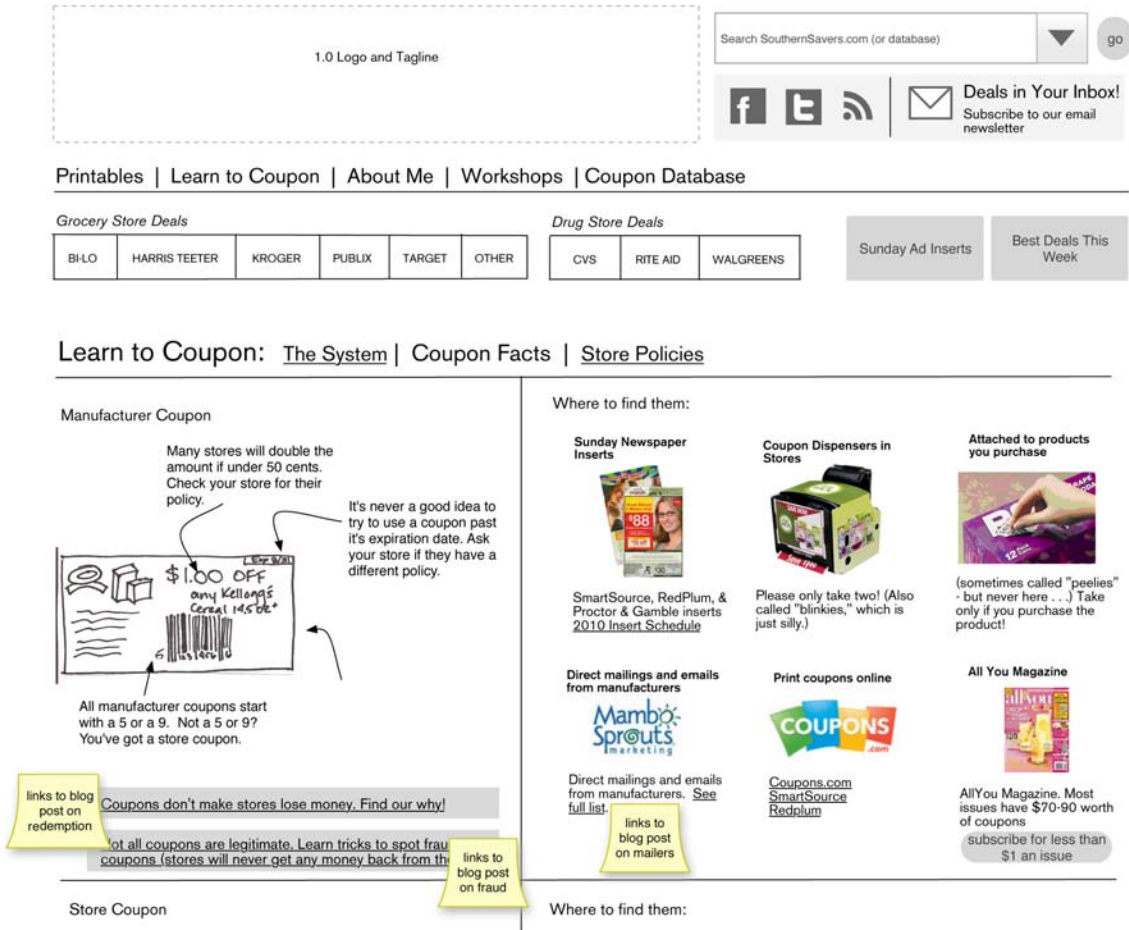 1.0 Logo and Tagline
Search SouthernSavers.com (or database)
go
Deals in Your Inbox!
Subscribe to our email
newsletter
Printables | Learn to Coupon | About Me | Workshops | Coupon Database
Grocery Store Deals
BI-LO HARRIS TEETER KROGER PUBLIX TARGET OTHER
Drug Store Deals
CVS RITE AID WALGREENS
Sunday Ad Inserts
Best Deals This
Week
Learn to Coupon: The System | Coupon Facts | Store Policies
Manufacturer Coupon
Many stores will double the
amount if under 50 cents.
Check your store for their
policy.
It's never a good idea to
try to use a coupon past
it's expiration date. Ask
your store if they have a
different policy.
$1.00 OFF
any Kellogg's
Cereal 14.5oz+
All manufacturer coupons start
with a 5 or a 9. Not a 5 or 9?
You've got a store coupon.
links to blog
post on
redemption
Coupons don't make stores lose money. Find our why!
Not all coupons are legitimate. Learn tricks to spot
coupons (stores will never get any money back from
links to
blog post
on fraud
Where to find them:
Sunday Newspaper
Inserts
$88
SmartSource, RedPlum, &
Proctor & Gamble inserts
2010 Insert Schedule
Coupon Dispensers in
Stores
Please only take two! (Also
called "blinkies," which is
just silly.)
Attached to products
you purchase
12
(sometimes called "peelies"
- but never here . . .) Take
only if you purchase the
product!
Direct mailings and emails
from manufacturers
Mambo
Sprouts
marketing
Direct mailings and emails
from manufacturers. See
full list.
links to
blog post
on mailers
Print coupons online
COUPONS
.com
Coupons.com
SmartSource
Redplum
All You Magazine
all you
AllYou Magazine. Most
issues have $70-90 worth
of coupons
subscribe for less than
$1 an issue
Store Coupon
Where to find them: